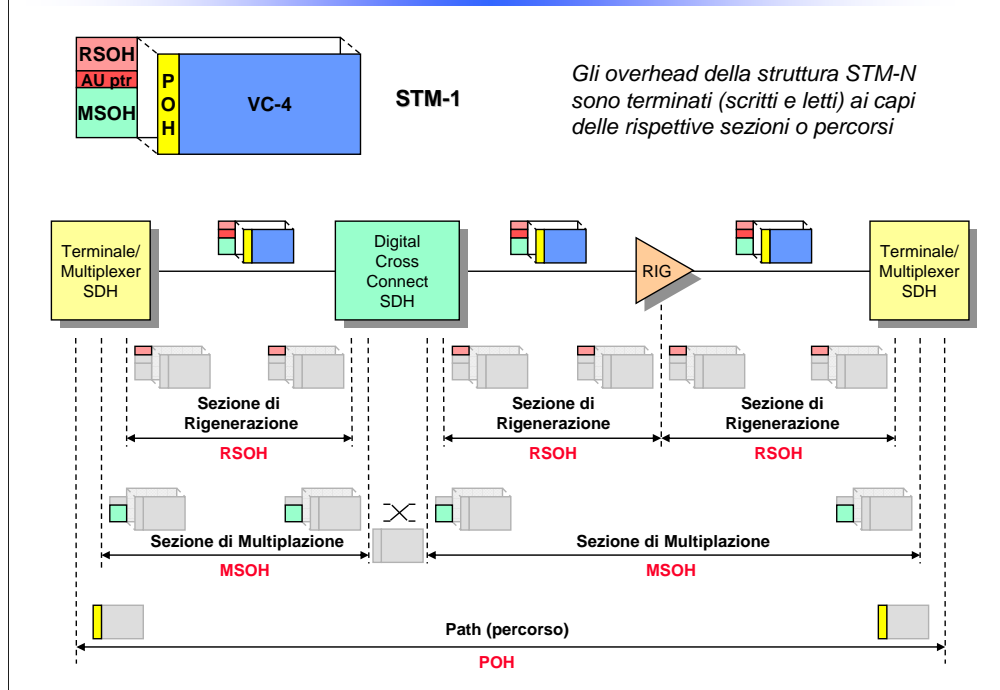 RSOH
AU ptr
MSOH
P
O
H
VC-4
STM-1
Gli overhead della struttura STM-N
sono terminati (scritti e letti) ai capi
delle rispettive sezioni o percorsi
Terminale/
Multiplexer
SDH
Digital
Cross
Connect
SDH
RIG
Terminale/
Multiplexer
SDH
Sezione di
Rigenerazione
RSOH
Sezione di
Rigenerazione
RSOH
Sezione di
Rigenerazione
RSOH
Sezione di Multiplazione
MSOH
Sezione di Multiplazione
MSOH
Path (percorso)
POH